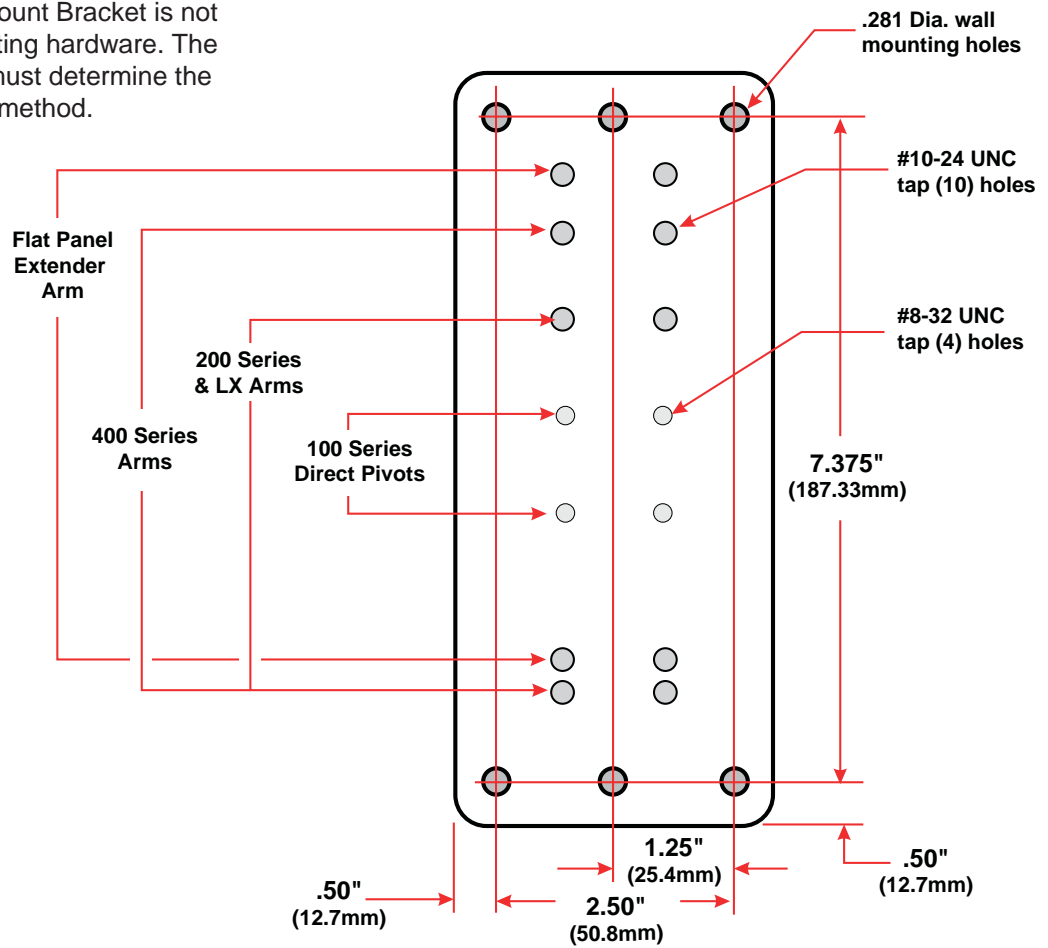 ount Bracket is not
ting hardware. The
must determine the
method.
.281 Dia. wall
mounting holes
#10-24 UNC
tap (10) holes
Flat Panel
Extender
Arm
#8-32 UNC
tap (4) holes
200 Series
& LX Arms
400 Series
Arms
100 Series
Direct Pivots
7.375"
(187.33mm)
1.25"
(25.4mm)
.50"
(12.7mm)
.50"
(12.7mm)
2.50"
(50.8mm)